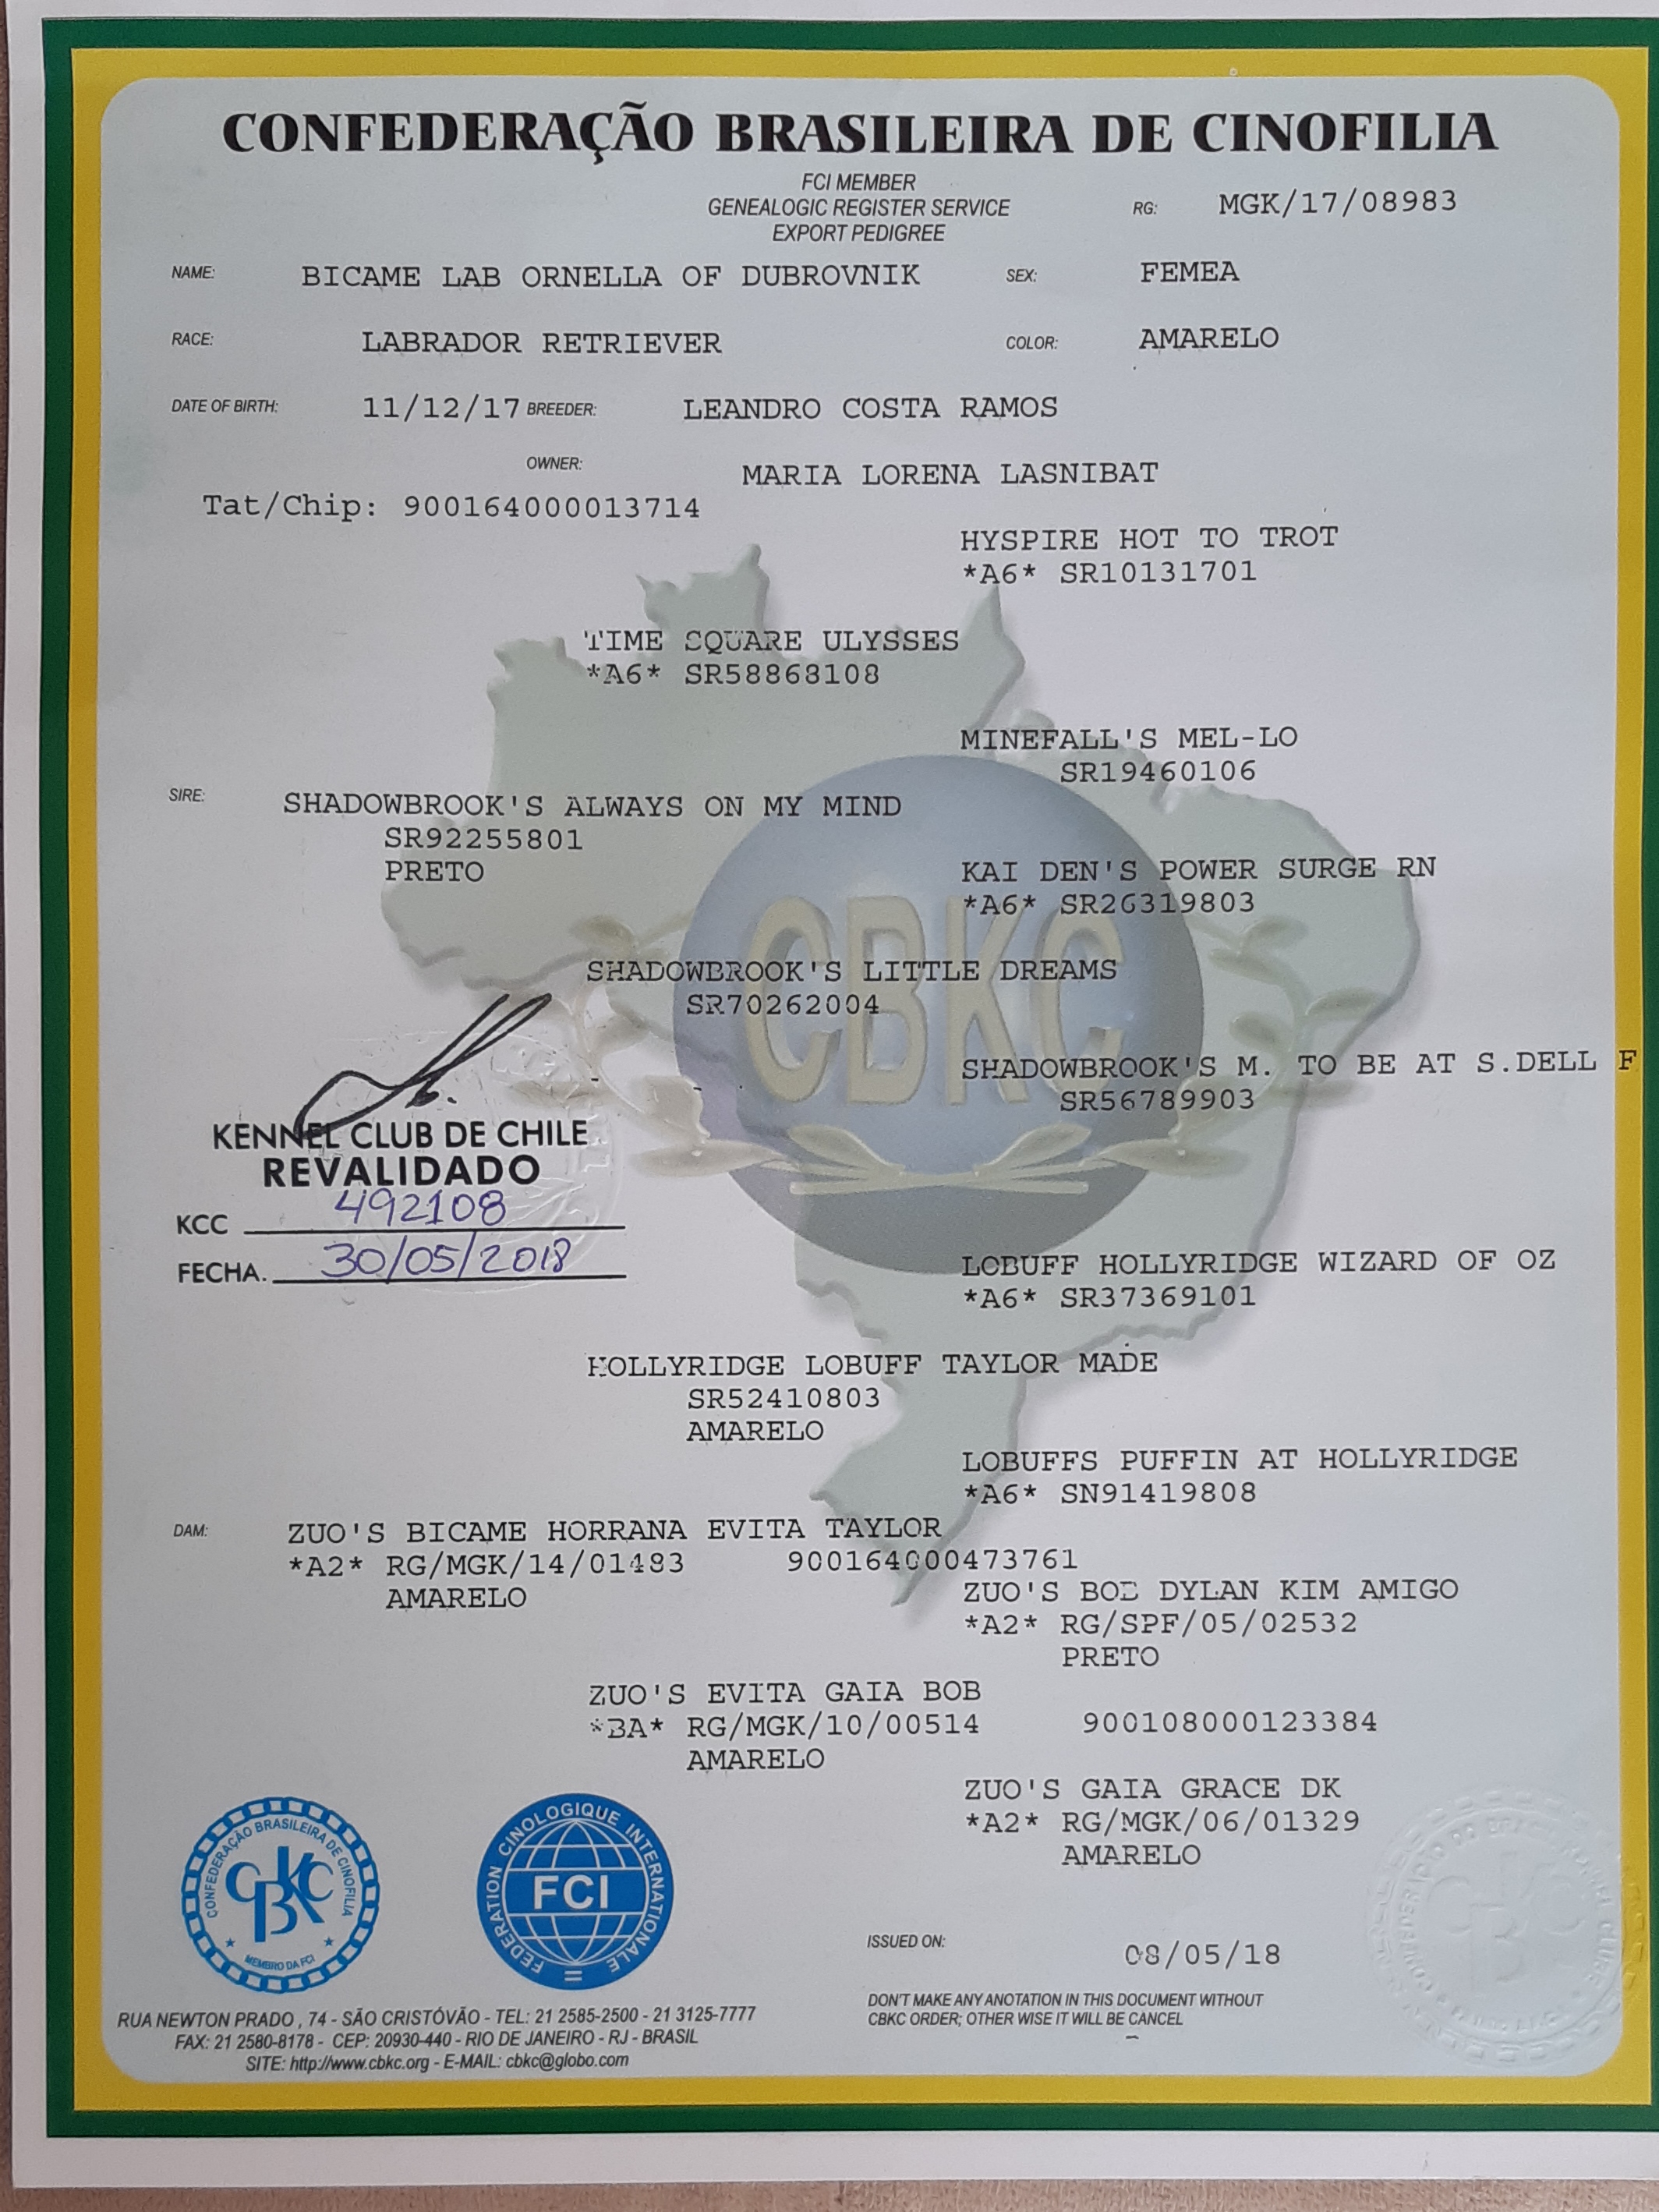 CONFEDERAÇÃO BRASILEIRA DE CINOFILIA
FCI MEMBER
GENEALOGIC REGISTER SERVICE
EXPORT PEDIGREE
RG: MGK/17/08983
NAME: BICAME LAB ORNELLA OF DUBROVNIK SEX: FEMEA
RACE: LABRADOR RETRIEVER COLOR: AMARELO
DATE OF BIRTH: 11/12/17 BREEDER: LEANDRO COSTA RAMOS
OWNER: MARIA LORENA LASNIBAT
Tat/Chip: 900164000013714
HYSPIRE HOT TO TROT
*A6* SR10131701
TIME SQUARE ULYSSES
*A6* SR58868108
MINEFALL'S MEL-LO
SR19460106
SIRE: SHADOWBROOK'S ALWAYS ON MY MIND
SR92255801
PRETO
KAI DEN'S POWER SURGE RN
*A6* SR26319803
SHADOWBROOK'S LITTLE DREAMS
SR70262004
SHADOWBROOK'S M. TO BE AT S.DELL F
SR56789903
CBKC
KENNEL CLUB DE CHILE
REVALIDADO
KCC 492108
FECHA. 30/05/2018
LOBUFF HOLLYRIDGE WIZARD OF OZ
*A6* SR37369101
HOLLYRIDGE LOBUFF TAYLOR MADE
SR52410803
AMARELO
LOBUFFS PUFFIN AT HOLLYRIDGE
*A6* SN91419808
DAM: ZUO'S BICAME HORRANA EVITA TAYLOR
*A2* RG/MGK/14/01483 900164000473761
AMARELO
ZUO'S BOB DYLAN KIM AMIGO
*A2* RG/SPF/05/02532
PRETO
ZUO'S EVITA GAIA BOB
*BA* RG/MGK/10/00514 900108000123384
AMARELO
ZUO'S GAIA GRACE DK
*A2* RG/MGK/06/01329
AMARELO
CONFEDERAÇÃO BRASILEIRA DE CINOFILIA
CBKC
MEMBRO DA FCI
FEDERATION CINOLOGIQUE INTERNATIONALE
FCI
ISSUED ON: 08/05/18
DON'T MAKE ANY ANOTATION IN THIS DOCUMENT WITHOUT
CBKC ORDER; OTHER WISE IT WILL BE CANCEL
RUA NEWTON PRADO , 74 - SÃO CRISTÓVÃO - TEL: 21 2585-2500 - 21 3125-7777
FAX: 21 2580-8178 - CEP: 20930-440 - RIO DE JANEIRO - RJ - BRASIL
SITE: http://www.cbkc.org - E-MAIL: cbkc@globo.com